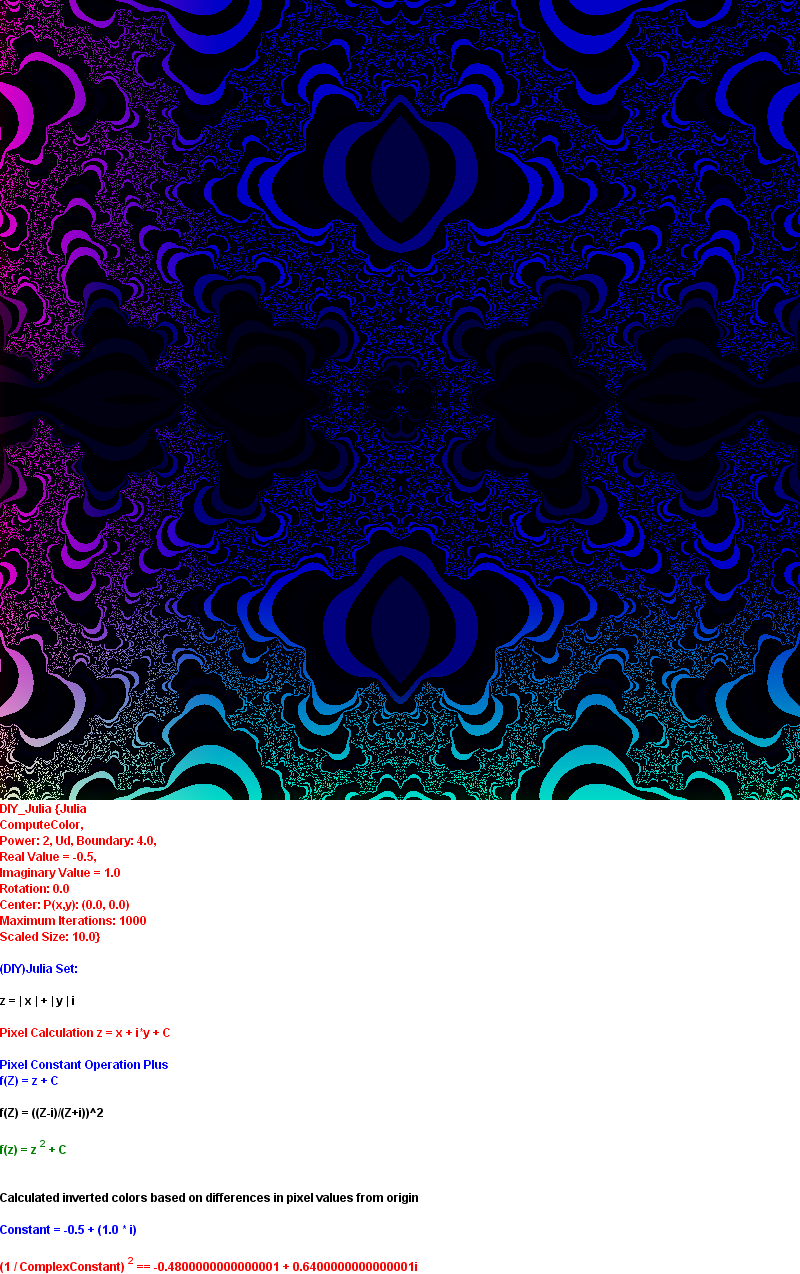 DIY_Julia {Julia
ComputeColor,
Power: 2, Ud, Boundary: 4.0,
Real Value = -0.5,
Imaginary Value = 1.0
Rotation: 0.0
Center: P(x,y): (0.0, 0.0)
Maximum Iterations: 1000
Scaled Size: 10.0}
(DIY)Julia Set:
z = | x | + | y | i
Pixel Calculation z = x + i*y + C
Pixel Constant Operation Plus
f(Z) = z + C
f(Z) = ((Z-i)/(Z+i))^2
f(z) = z 2 + C
Calculated inverted colors based on differences in pixel values from origin
Constant = -0.5 + (1.0 * i)
(1 / ComplexConstant) 2 == -0.4800000000000001 + 0.6400000000000001i